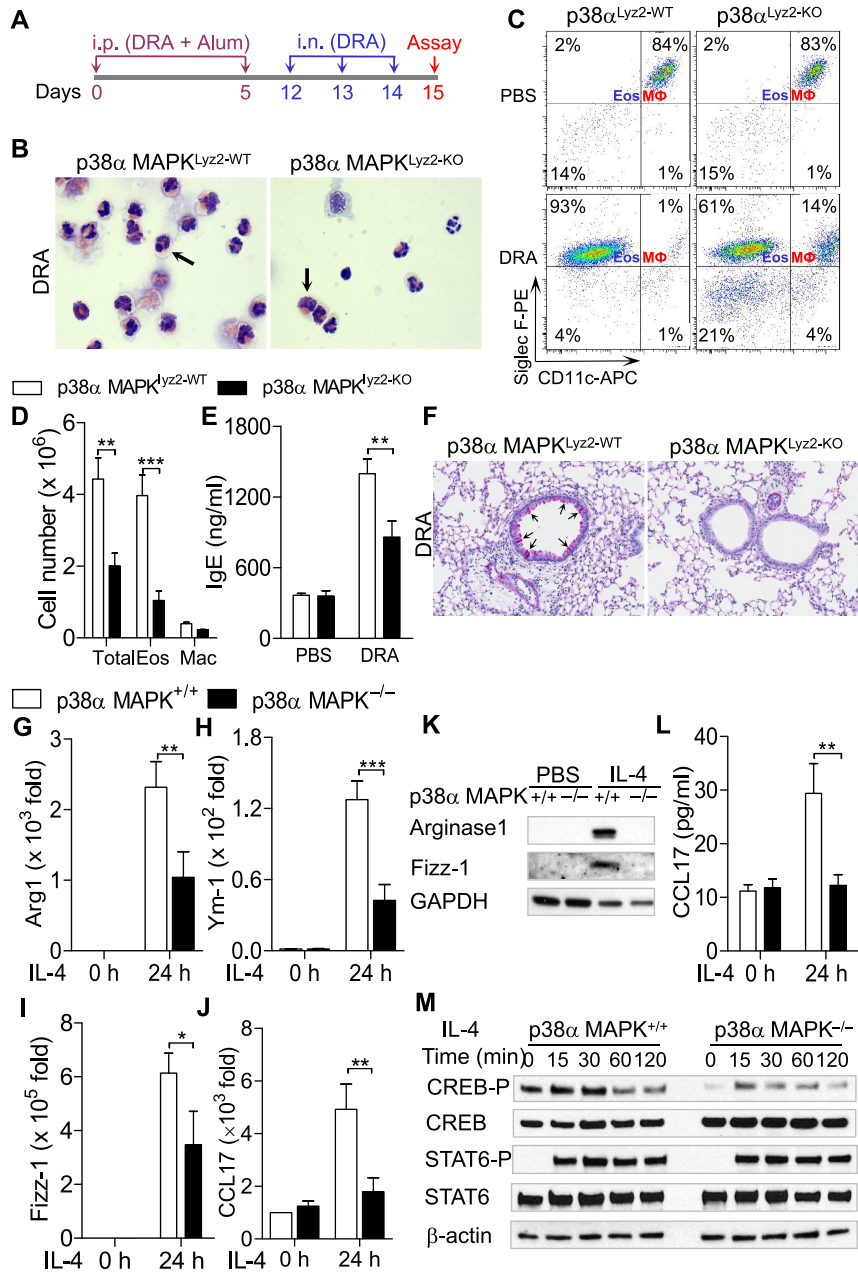 A
i.p. (DRA + Alum)
i.n. (DRA)
Assay
Days
0
5
12
13
14
15
B
p38α MAPK^Lyz2-WT
p38α MAPK^Lyz2-KO
DRA
C
p38α^Lyz2-WT
p38α^Lyz2-KO
PBS
2%
84%
2%
83%
Eos MΦ
Eos MΦ
14%
1%
15%
1%
DRA
93%
1%
61%
14%
Eos MΦ
Eos MΦ
4%
1%
21%
4%
Siglec F-PE
CD11c-APC
p38α MAPK^lyz2-WT
p38α MAPK^lyz2-KO
D
Cell number (x 10^6)
6
4
2
0
**
***
Total Eos Mac
E
IgE (ng/ml)
1900
1300
600
300
0
**
PBS
DRA
F
p38α MAPK^Lyz2-WT
p38α MAPK^Lyz2-KO
DRA
p38α MAPK^+/+
p38α MAPK^−/−
G
Arg1 (x 10^3 fold)
3
2
1
0
**
IL-4 0 h 24 h
H
Ym-1 (x 10^2 fold)
1.8
1.2
0.6
0.0
***
IL-4 0 h 24 h
K
PBS
IL-4
p38α MAPK +/+ −/− +/+ −/−
Arginase1
Fizz-1
GAPDH
L
CCL17 (pg/ml)
40
30
20
10
0
**
IL-4 0 h 24 h
I
Fizz-1 (x 10^5 fold)
8
6
4
2
0
*
IL-4 0 h 24 h
J
CCL17 (×10^3 fold)
8
6
4
2
0
**
IL-4 0 h 24 h
M
IL-4
p38α MAPK^+/+
p38α MAPK^−/−
Time (min) 0 15 30 60 120 0 15 30 60 120
CREB-P
CREB
STAT6-P
STAT6
β-actin